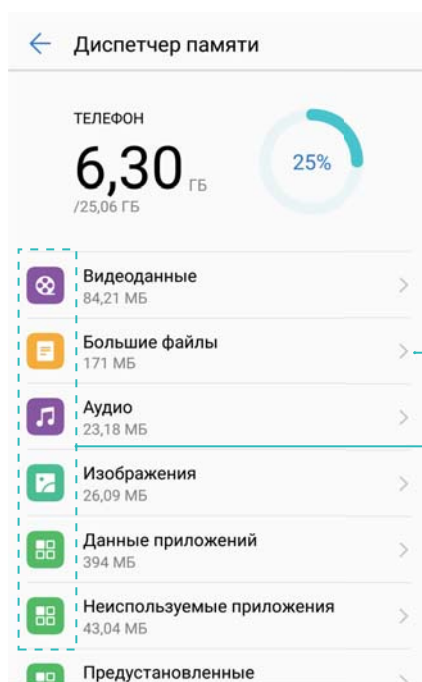 Диспетчер памяти
ТЕЛЕФОН
6,30 ГБ
25%
/25,06 ГБ
Видеоданные
84,21 МБ
Большие файлы
171 МБ
Аудио
23,18 МБ
Изображения
26,09 МБ
Данные приложений
394 МБ
Неиспользуемые приложения
43,04 МБ
Предустановленные